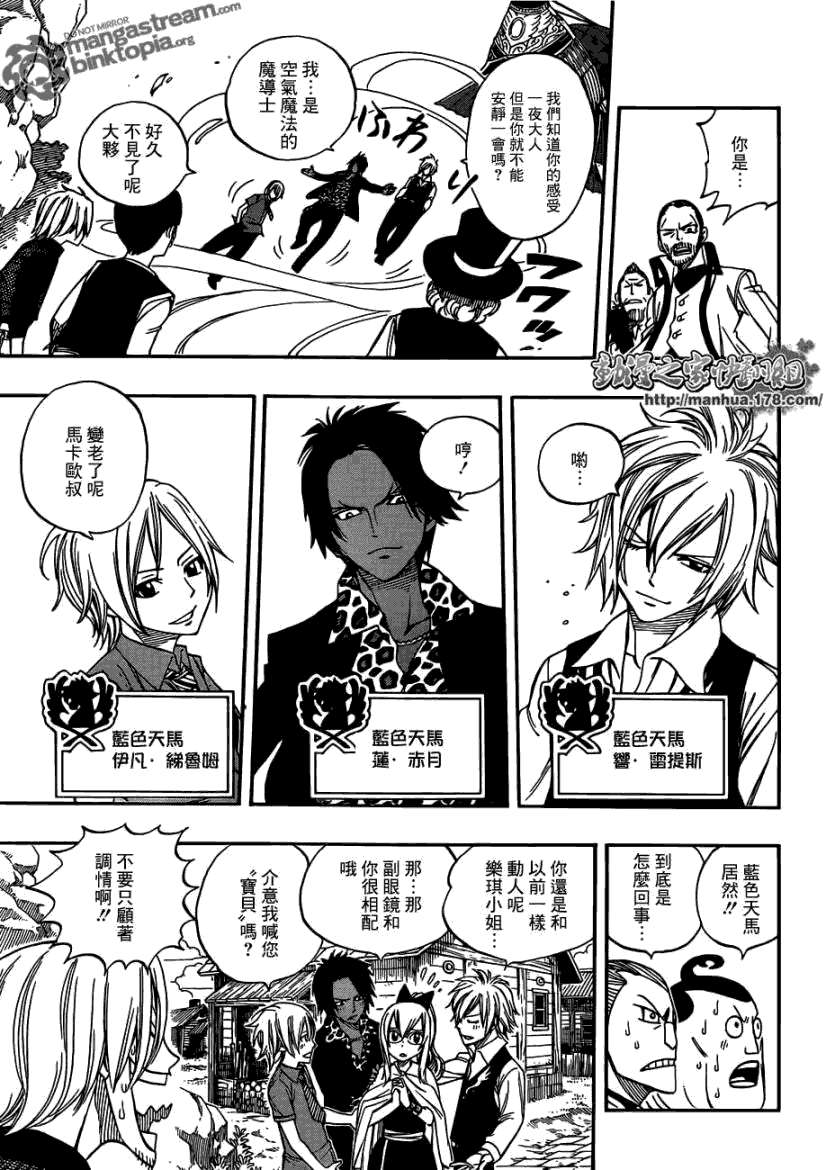 DO NOT MIRROR
mangastream.com
binktopia.org
你是…
我們知道你的感受
一夜大人
但是你就不能
安靜一會嗎?
我…是
空氣魔法的
魔導士
好久
不見了呢
大夥
ふわり
フワッ
動漫之家
http://manhua.178.com/
喲…
哼!
變老了呢
馬卡歐叔
藍色天馬
響·雷提斯
藍色天馬
蓮·赤月
藍色天馬
伊凡·綈魯姆
藍色天馬
居然!!
到底是
怎麼回事…
你還是和
以前一樣
動人呢
樂琪小姐…
那…那
副眼鏡和
你很相配
哦
介意我喊您
〝寶貝〞嗎?
不要只顧著
調情啊!!